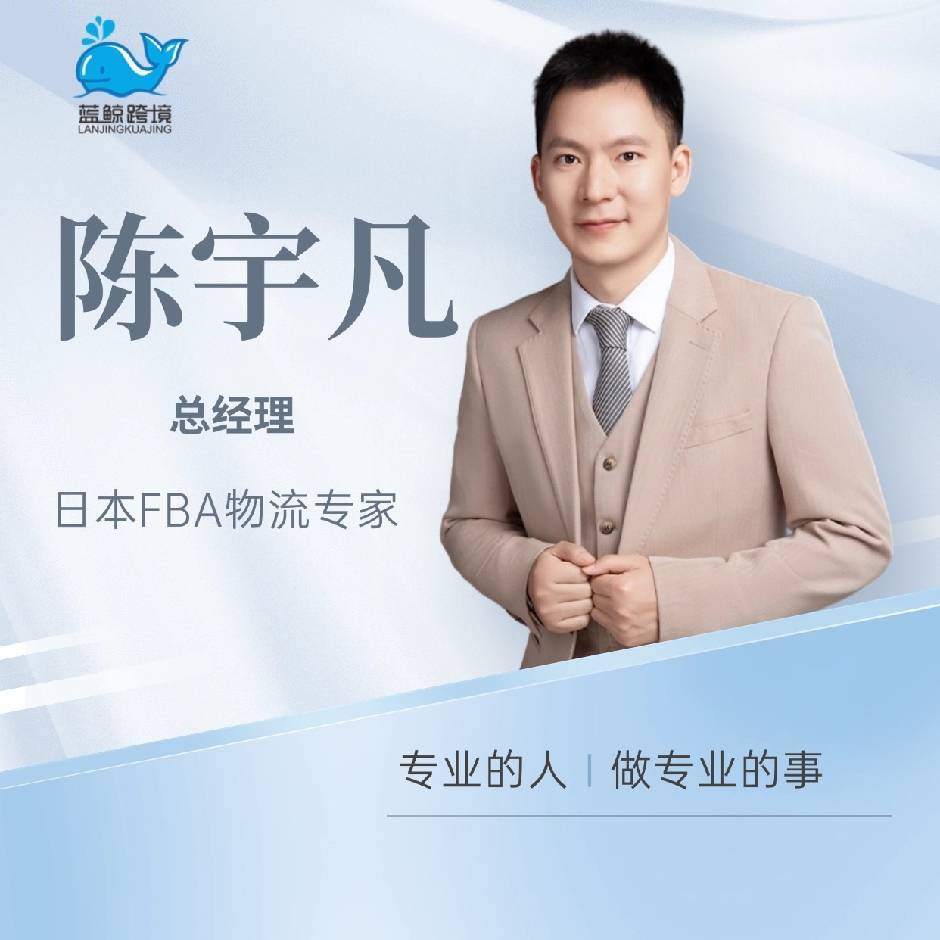 蓝鲸跨境
LANJINGKUAJING
陈宇凡
总经理
日本FBA物流专家
专业的人 | 做专业的事